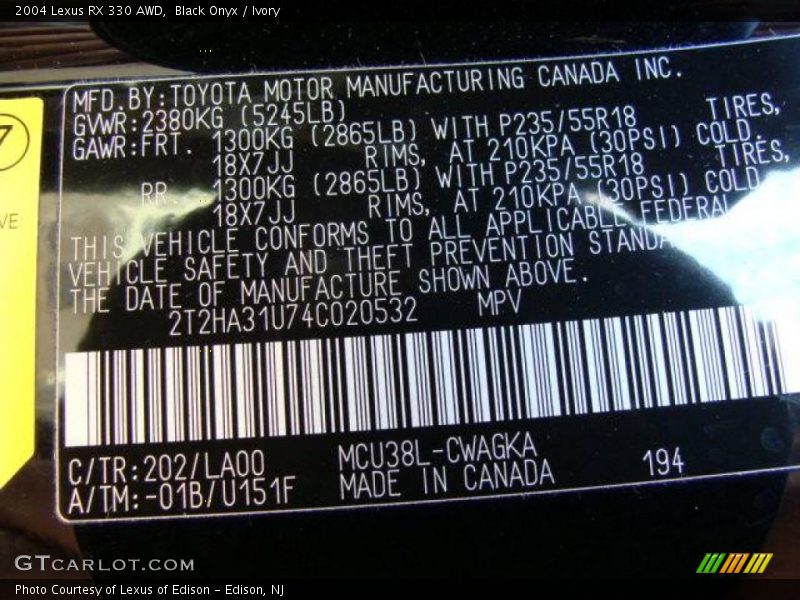 2004 Lexus RX 330 AWD, Black Onyx / Ivory
MFD.BY:TOYOTA MOTOR MANUFACTURING CANADA INC.
GVWR:2380KG (5245LB)
GAWR:FRT. 1300KG (2865LB) WITH P235/55R18 TIRES,
18X7JJ RIMS, AT 210KPA (30PSI) COLD.
RR. 1300KG (2865LB) WITH P235/55R18 TIRES,
18X7JJ RIMS, AT 210KPA (30PSI) COLD.
THIS VEHICLE CONFORMS TO ALL APPLICABLE FEDERAL
VEHICLE SAFETY AND THEFT PREVENTION
THE DATE OF MANUFACTURE SHOWN ABOVE.
2T2HA31U74C020532 MPV
C/TR:202/LA00 MCU38L-CWAGKA 194
A/TM:-01B/U151F MADE IN CANADA
7
VE
GTcarlot.com
Photo Courtesy of Lexus of Edison - Edison, NJ